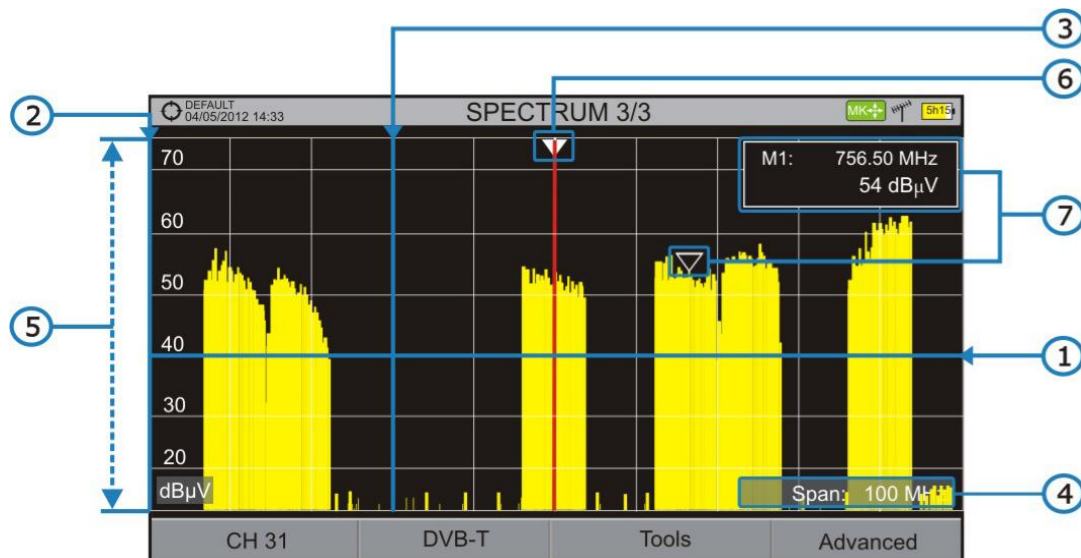 3
6
2
DEFAULT
04/05/2012 14:33
SPECTRUM 3/3
MK
5h15
70
M1: 756.50 MHz
54 dBµV
7
60
50
5
40
1
30
20
dBµV
Span: 100 MHz
4
CH 31
DVB-T
Tools
Advanced